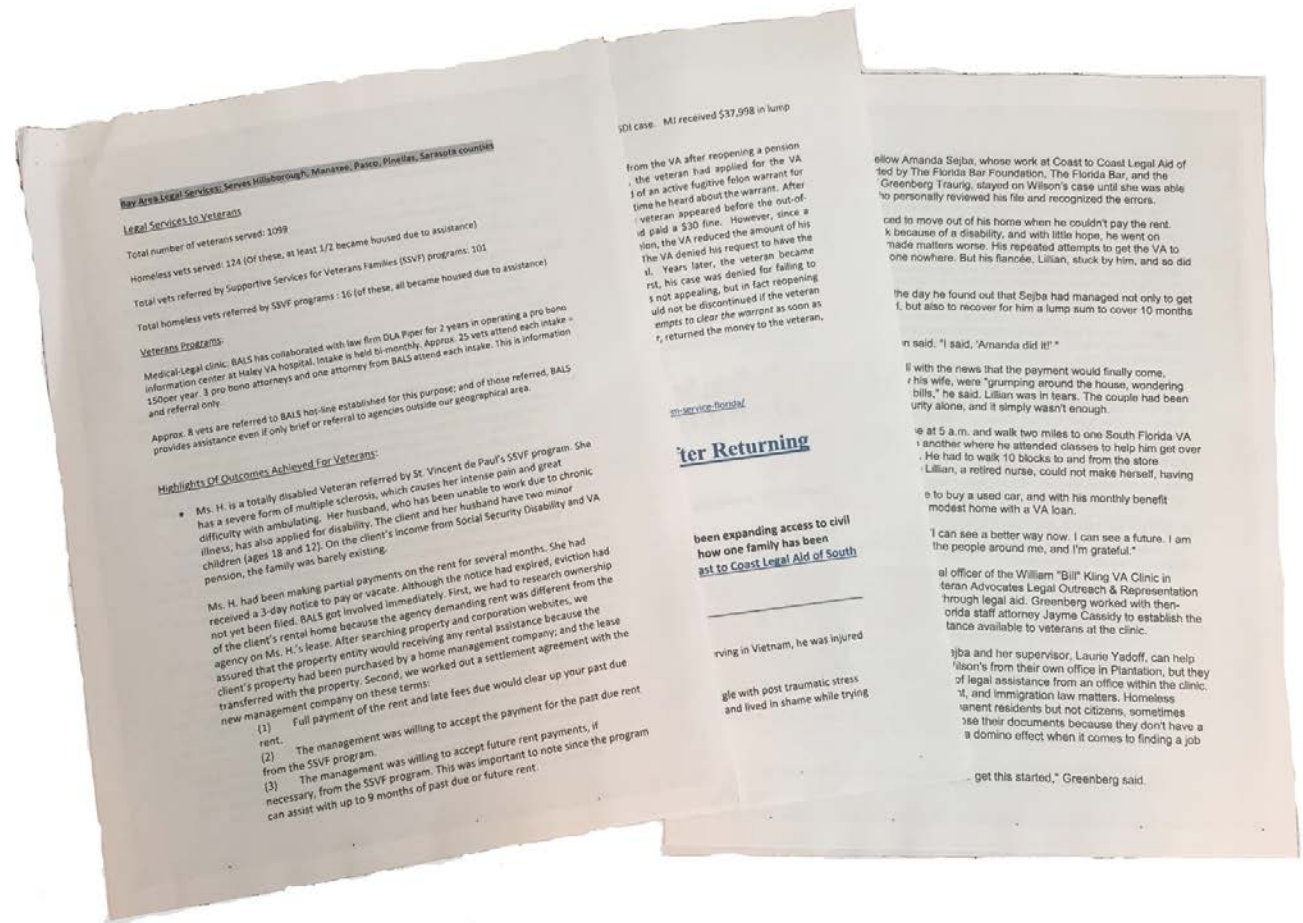 Bay Area Legal Services: Serves Hillsborough, Manatee, Pasco, Pinellas, Sarasota counties
Legal Services to Veterans
Total number of veterans served: 1099
Homeless vets served: 124 (Of these, at least 1/2 became housed due to assistance)
Total vets referred by Supportive Services for Veterans Families (SSVF) programs: 101
Total homeless vets referred by SSVF programs : 16 (of these, all became housed due to assistance)
Veterans Programs:
Medical-Legal clinic: BALS has collaborated with law firm DLA Piper for 2 years in operating a pro bono
information center at Haley VA hospital. Intake is held bi-monthly. Approx. 25 vets attend each intake =
150per year. 3 pro bono attorneys and one attorney from BALS attend each intake. This is information
and referral only.
Approx. 8 vets are referred to BALS hot-line established for this purpose; and of those referred, BALS
provides assistance even if only brief or referral to agencies outside our geographical area.
Highlights Of Outcomes Achieved For Veterans:
• Ms. H. is a totally disabled Veteran referred by St. Vincent de Paul's SSVF program. She
has a severe form of multiple sclerosis, which causes her intense pain and great
difficulty with ambulating. Her husband, who has been unable to work due to chronic
illness, has also applied for disability. The client and her husband have two minor
children (ages 18 and 12). On the client's income from Social Security Disability and VA
pension, the family was barely existing.
Ms. H. had been making partial payments on the rent for several months. She had
received a 3-day notice to pay or vacate. Although the notice had expired, eviction had
not yet been filed. BALS got involved immediately. First, we had to research ownership
of the client's rental home because the agency demanding rent was different from the
agency on Ms. H.'s lease. After searching property and corporation websites, we
assured that the property entity would receiving any rental assistance because the
client's property had been purchased by a home management company; and the lease
transferred with the property. Second, we worked out a settlement agreement with the
new management company on these terms:
(1) Full payment of the rent and late fees due would clear up your past due
rent.
(2) The management was willing to accept the payment for the past due rent
from the SSVF program.
(3) The management was willing to accept future rent payments, if
necessary, from the SSVF program. This was important to note since the program
can assist with up to 9 months of past due or future rent.
SDI case. MJ received $37,998 in lump
from the VA after reopening a pension
, the veteran had applied for the VA
l of an active fugitive felon warrant for
time he heard about the warrant. After
veteran appeared before the out-of-
d paid a $30 fine. However, since a
ion, the VA reduced the amount of his
The VA denied his request to have the
al. Years later, the veteran became
rst, his case was denied for failing to
s not appealing, but in fact reopening
uld not be discontinued if the veteran
empts to clear the warrant as soon as
r, returned the money to the veteran,
m-service-florida/
ter Returning
been expanding access to civil
how one family has been
ast to Coast Legal Aid of South
rving in Vietnam, he was injured
gle with post traumatic stress
and lived in shame while trying
ellow Amanda Sejba, whose work at Coast to Coast Legal Aid of
ted by The Florida Bar Foundation, The Florida Bar, and the
Greenberg Traurig, stayed on Wilson's case until she was able
ho personally reviewed his file and recognized the errors.
ced to move out of his home when he couldn't pay the rent.
k because of a disability, and with little hope, he went on
made matters worse. His repeated attempts to get the VA to
one nowhere. But his fiancée, Lillian, stuck by him, and so did
the day he found out that Sejba had managed not only to get
f, but also to recover for him a lump sum to cover 10 months
n said. "I said, 'Amanda did it!' "
ll with the news that the payment would finally come,
his wife, were "grumping around the house, wondering
bills," he said. Lillian was in tears. The couple had been
urity alone, and it simply wasn't enough.
e at 5 a.m. and walk two miles to one South Florida VA
another where he attended classes to help him get over
. He had to walk 10 blocks to and from the store
Lillian, a retired nurse, could not make herself, having
e to buy a used car, and with his monthly benefit
modest home with a VA loan.
"I can see a better way now. I can see a future. I am
the people around me, and I'm grateful."
al officer of the William "Bill" Kling VA Clinic in
teran Advocates Legal Outreach & Representation
through legal aid. Greenberg worked with then-
orida staff attorney Jayme Cassidy to establish the
tance available to veterans at the clinic.
ejba and her supervisor, Laurie Yadoff, can help
Wilson's from their own office in Plantation, but they
of legal assistance from an office within the clinic.
nt, and immigration law matters. Homeless
anent residents but not citizens, sometimes
ose their documents because they don't have a
a domino effect when it comes to finding a job
get this started," Greenberg said.